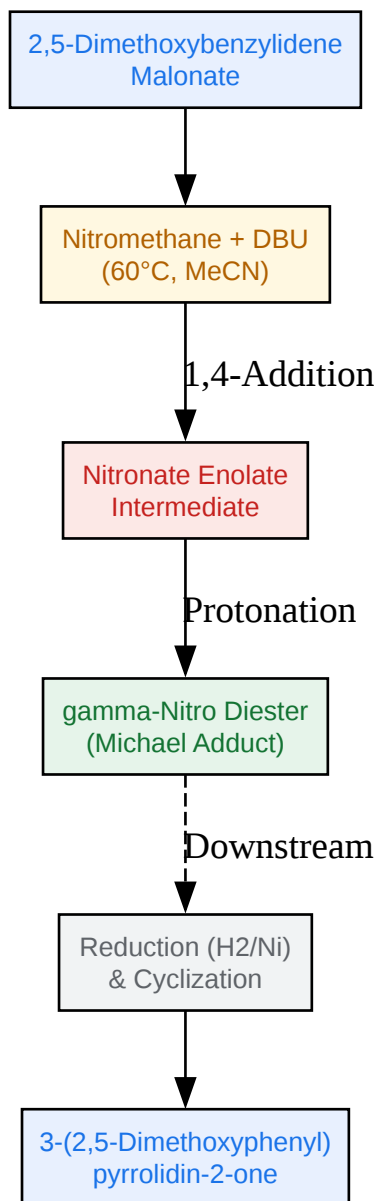 2,5-Dimethoxybenzylidene
Malonate
Nitromethane + DBU
(60°C, MeCN)
1,4-Addition
Nitronate Enolate
Intermediate
Protonation
gamma-Nitro Diester
(Michael Adduct)
Downstream
Reduction (H2/Ni)
& Cyclization
3-(2,5-Dimethoxyphenyl)
pyrrolidin-2-one